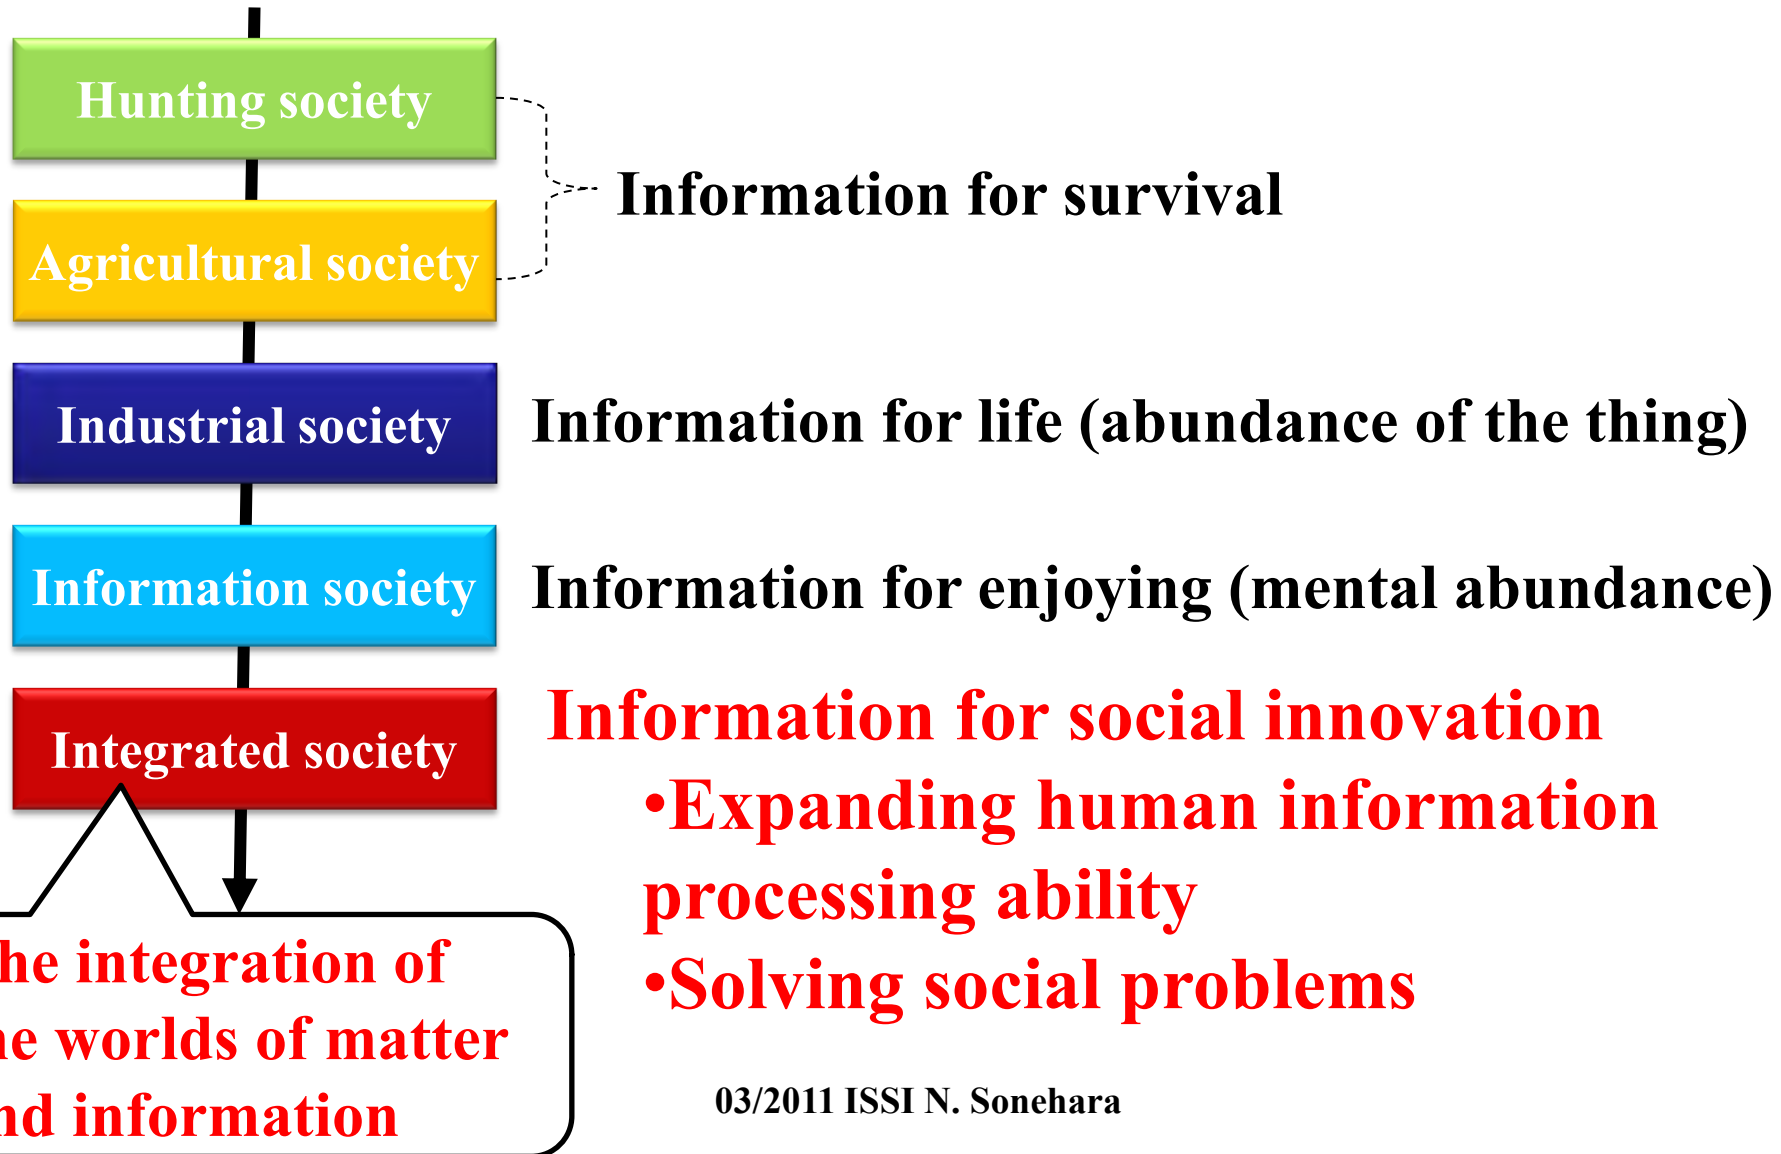 Hunting society
Information for survival
Agricultural society
Industrial society
Information for life (abundance of the thing)
Information society
Information for enjoying (mental abundance)
Integrated society
Information for social innovation
•Expanding human information
processing ability
•Solving social problems
he integration of
ne worlds of matter
nd information
03/2011 ISSI N. Sonehara